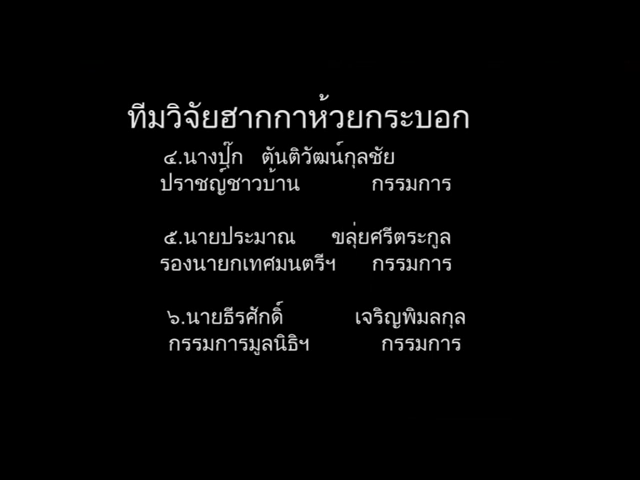 ทีมวิจัยฮากกาห้วยกระบอก
๔.นางปุ๊ก ตันติวัฒน์กุลชัย
ปราชญ์ชาวบ้าน กรรมการ
๕.นายประมาณ ขลุ่ยศรีตระกูล
รองนายกเทศมนตรีฯ กรรมการ
๖.นายธีรศักดิ์ เจริญพิมลกุล
กรรมการมูลนิธิฯ กรรมการ